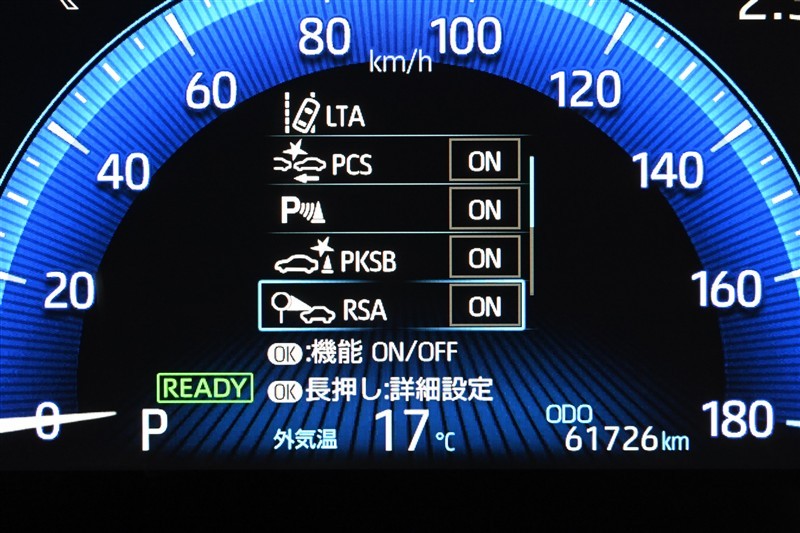 80 100
km/h
60 120
LTA
40 PCS ON 140
P ON
PKSB ON
20 160
RSA ON
OK:機能 ON/OFF
READY OK長押し:詳細設定
0 P 外気温 17℃ ODO 61726km 180